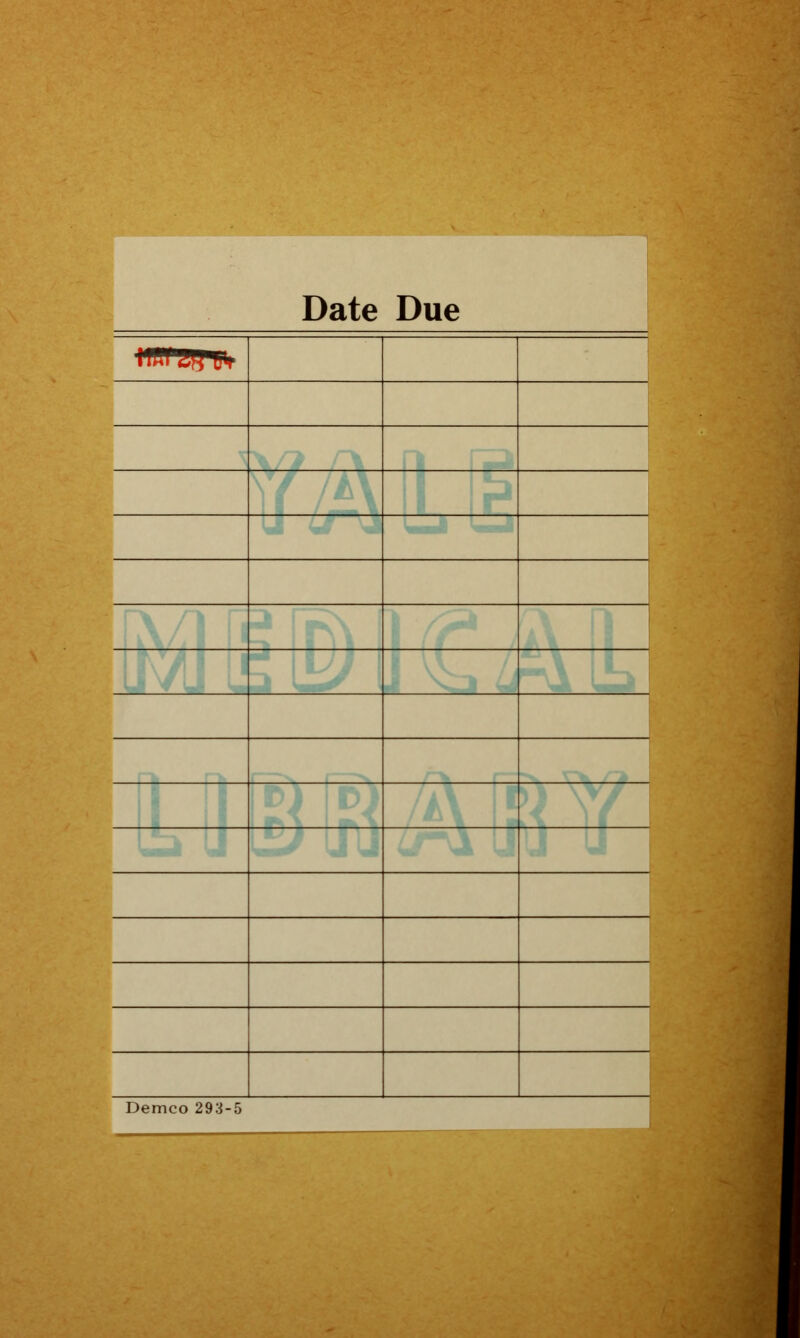 Date Due
YALE
MEDICAL
LIBRARY
Demco 293-5